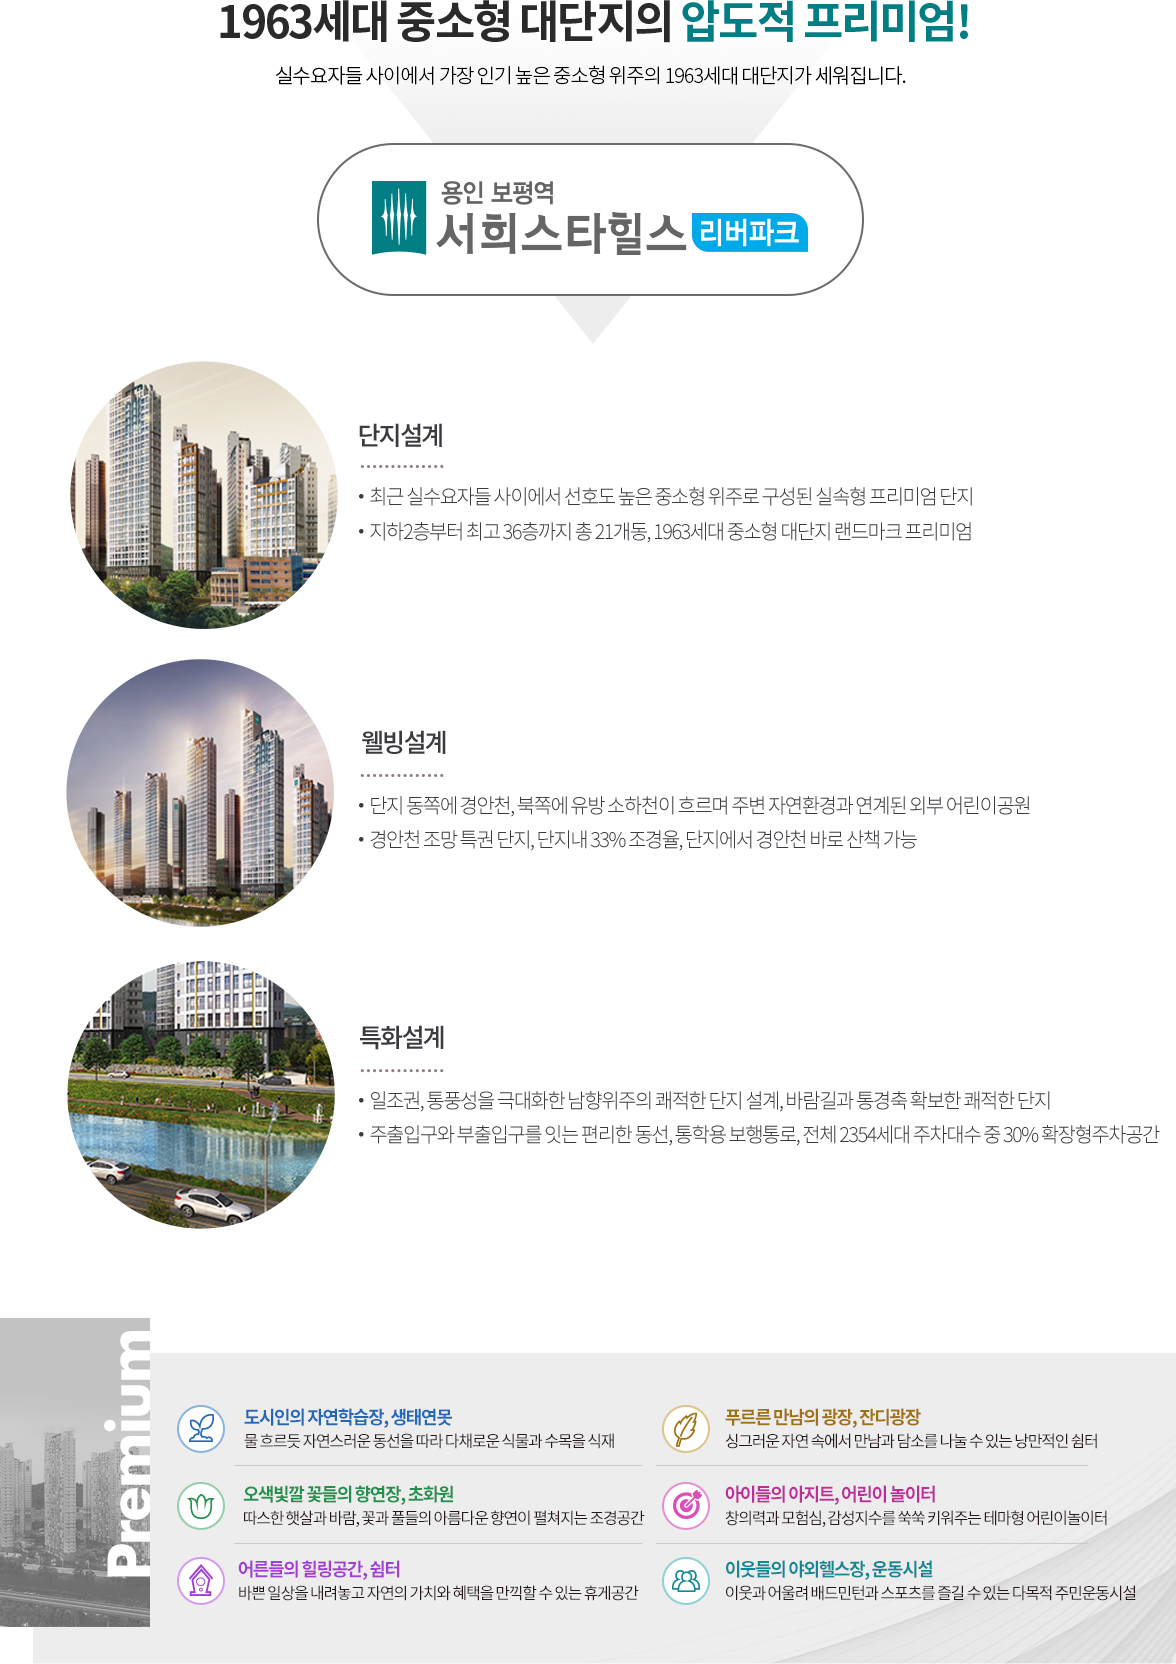 1963세대 중소형 대단지의 압도적 프리미엄!
실수요자들 사이에서 가장 인기 높은 중소형 위주의 1963세대 대단지가 세워집니다.
용인 보평역
서희스타힐스 리버파크
단지설계
• 최근 실수요자들 사이에서 선호도 높은 중소형 위주로 구성된 실속형 프리미엄 단지
• 지하2층부터 최고 36층까지 총 21개동, 1963세대 중소형 대단지 랜드마크 프리미엄
웰빙설계
• 단지 동쪽에 경안천, 북쪽에 유방 소하천이 흐르며 주변 자연환경과 연계된 외부 어린이공원
• 경안천 조망 특권 단지, 단지내 33% 조경율, 단지에서 경안천 바로 산책 가능
특화설계
• 일조권, 통풍성을 극대화한 남향위주의 쾌적한 단지 설계, 바람길과 통경축 확보한 쾌적한 단지
• 주출입구와 부출입구를 잇는 편리한 동선, 통학용 보행통로, 전체 2354세대 주차대수 중 30% 확장형주차공간
Premium
도시인의 자연학습장, 생태연못
물 흐르듯 자연스러운 동선을 따라 다채로운 식물과 수목을 식재
푸르른 만남의 광장, 잔디광장
싱그러운 자연 속에서 만남과 담소를 나눌 수 있는 낭만적인 쉼터
오색빛깔 꽃들의 향연장, 초화원
따스한 햇살과 바람, 꽃과 풀들의 아름다운 향연이 펼쳐지는 조경공간
아이들의 아지트, 어린이 놀이터
창의력과 모험심, 감성지수를 쑥쑥 키워주는 테마형 어린이놀이터
어른들의 힐링공간, 쉼터
바쁜 일상을 내려놓고 자연의 가치와 혜택을 만끽할 수 있는 휴게공간
이웃들의 야외헬스장, 운동시설
이웃과 어울려 배드민턴과 스포츠를 즐길 수 있는 다목적 주민운동시설